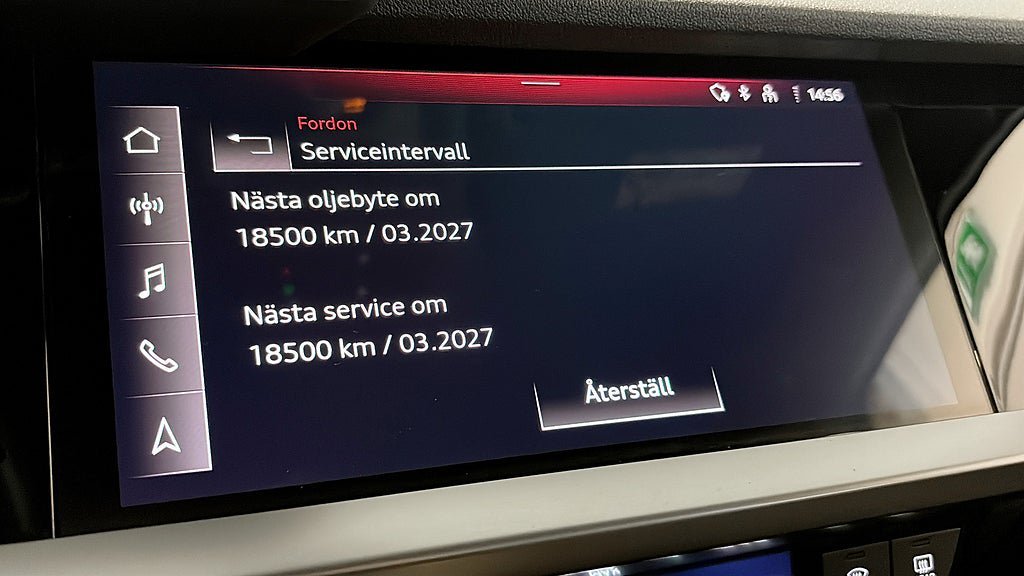 14:56
Fordon
Serviceintervall
Nästa oljebyte om
18500 km / 03.2027
Nästa service om
18500 km / 03.2027
Återställ